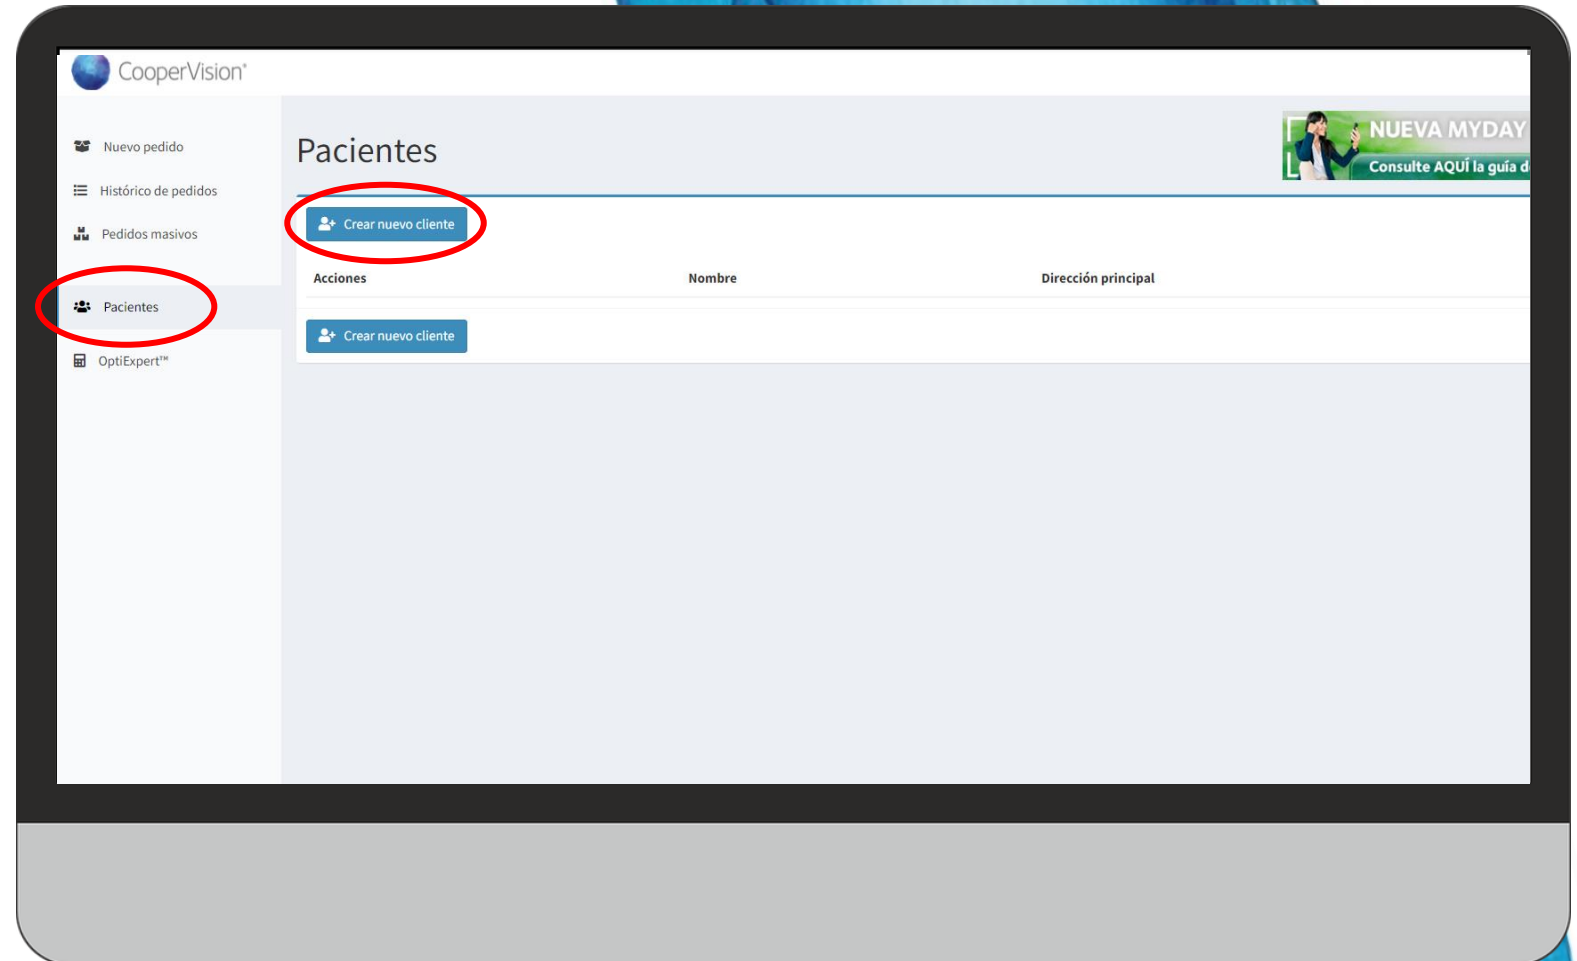 CooperVision®
Nuevo pedido
Histórico de pedidos
Pedidos masivos
Pacientes
OptiExpert™
Pacientes
NUEVA MYDAY
Consulte AQUÍ la guía d
Crear nuevo cliente
Acciones Nombre Dirección principal
Crear nuevo cliente